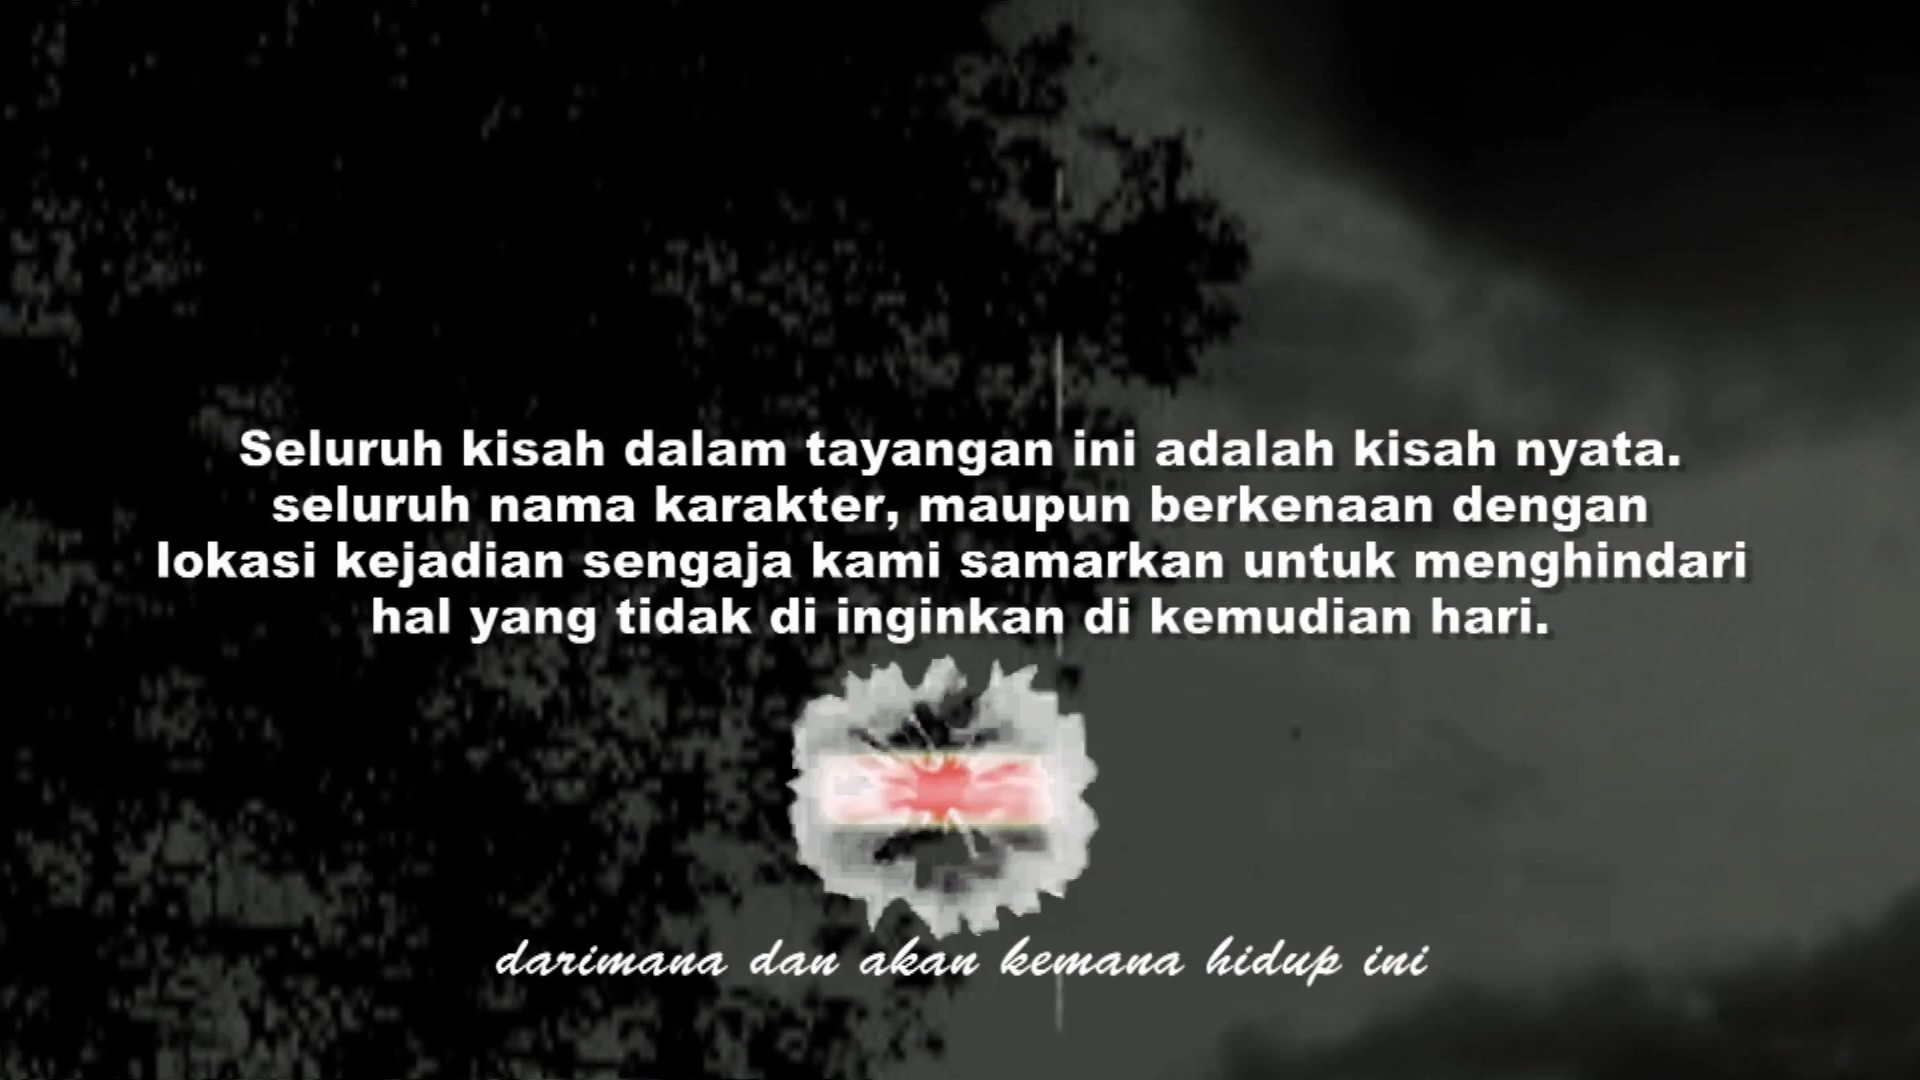 Seluruh kisah dalam tayangan ini adalah kisah nyata.
seluruh nama karakter, maupun berkenaan dengan
lokasi kejadian sengaja kami samarkan untuk menghindari
hal yang tidak di inginkan di kemudian hari.
darimana dan akan kemana hidup ini